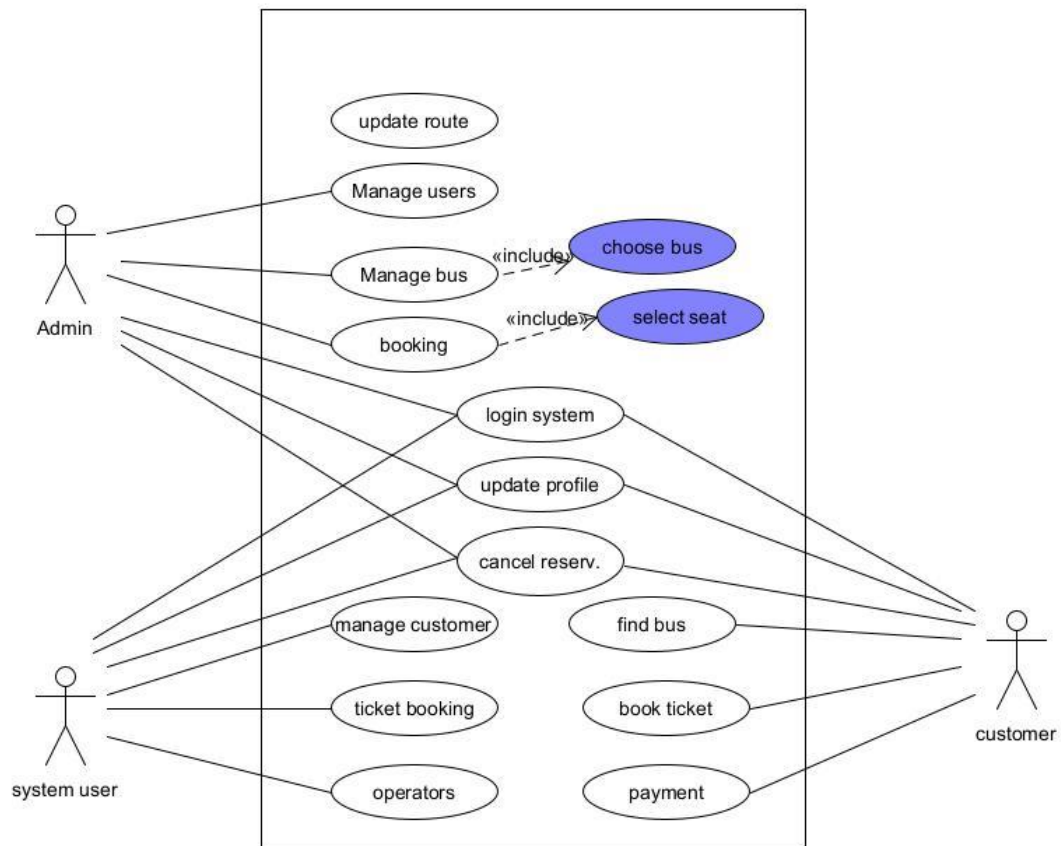 update route
Manage users
choose bus
«include»
Manage bus
select seat
«include»
Admin
booking
login system
update profile
cancel reserv.
manage customer
find bus
ticket booking
book ticket
customer
system user
operators
payment